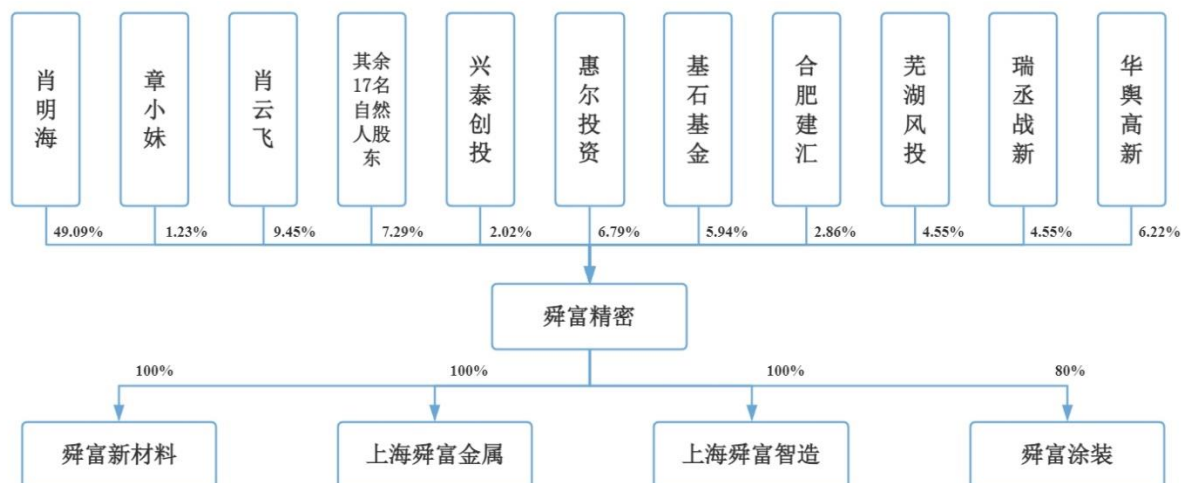 肖明海
章小妹
肖云飞
其余
17名
自然
人股
东
兴泰创投
惠尔投资
基石基金
合肥建汇
芜湖风投
瑞丞战新
华舆高新
49.09%
1.23%
9.45%
7.29%
2.02%
6.79%
5.94%
2.86%
4.55%
4.55%
6.22%
舜富精密
100%
100%
100%
80%
舜富新材料
上海舜富金属
上海舜富智造
舜富涂装